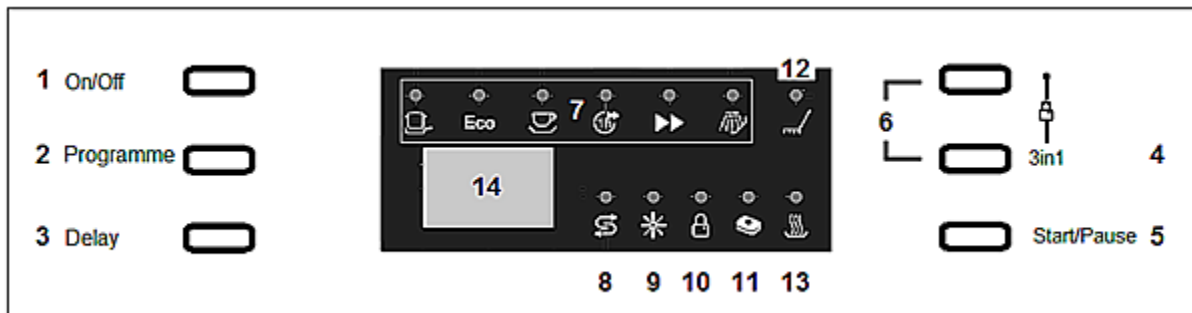 12
1 On/Off
7
Eco 1h
6
2 Programme
14
3in1 4
3 Delay
Start/Pause 5
8 9 10 11 13